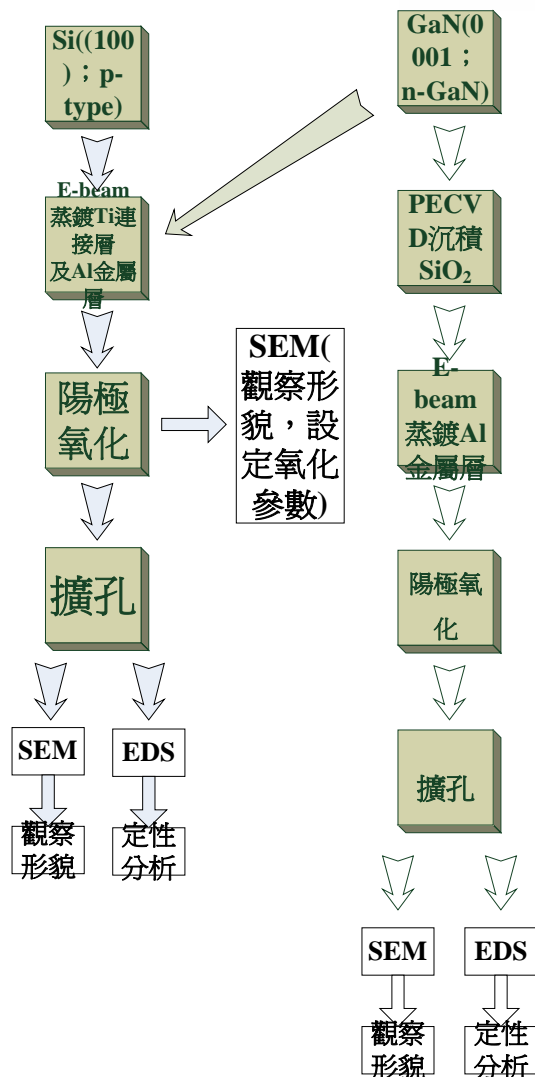 Si((100
)；p-
type)
E-beam
蒸鍍Ti連
接層
及Al金屬
層
陽極
氧化
SEM(
觀察形
貌，設
定氧化
參數)
擴孔
SEM
EDS
觀察
形貌
定性
分析
GaN(0
001；
n-GaN)
PECV
D沉積
SiO₂
E-
beam
蒸鍍Al
金屬層
陽極氧
化
擴孔
SEM
EDS
觀察
形貌
定性
分析